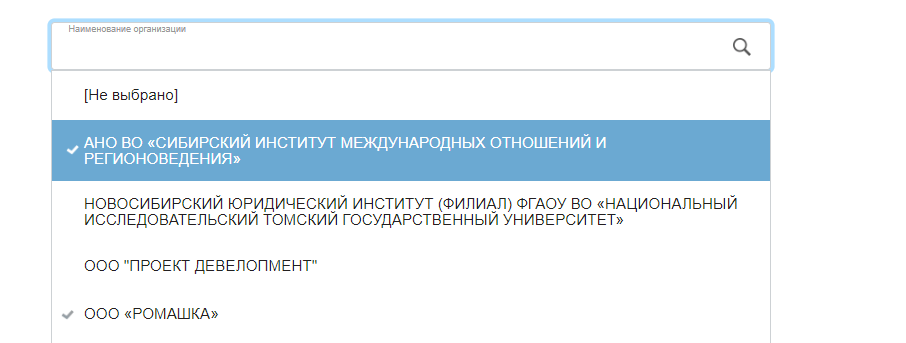 Наименование организации
[Не выбрано]
АНО ВО «СИБИРСКИЙ ИНСТИТУТ МЕЖДУНАРОДНЫХ ОТНОШЕНИЙ И
РЕГИОНОВЕДЕНИЯ»
НОВОСИБИРСКИЙ ЮРИДИЧЕСКИЙ ИНСТИТУТ (ФИЛИАЛ) ФГАОУ ВО «НАЦИОНАЛЬНЫЙ
ИССЛЕДОВАТЕЛЬСКИЙ ТОМСКИЙ ГОСУДАРСТВЕННЫЙ УНИВЕРСИТЕТ»
ООО "ПРОЕКТ ДЕВЕЛОПМЕНТ"
ООО «РОМАШКА»